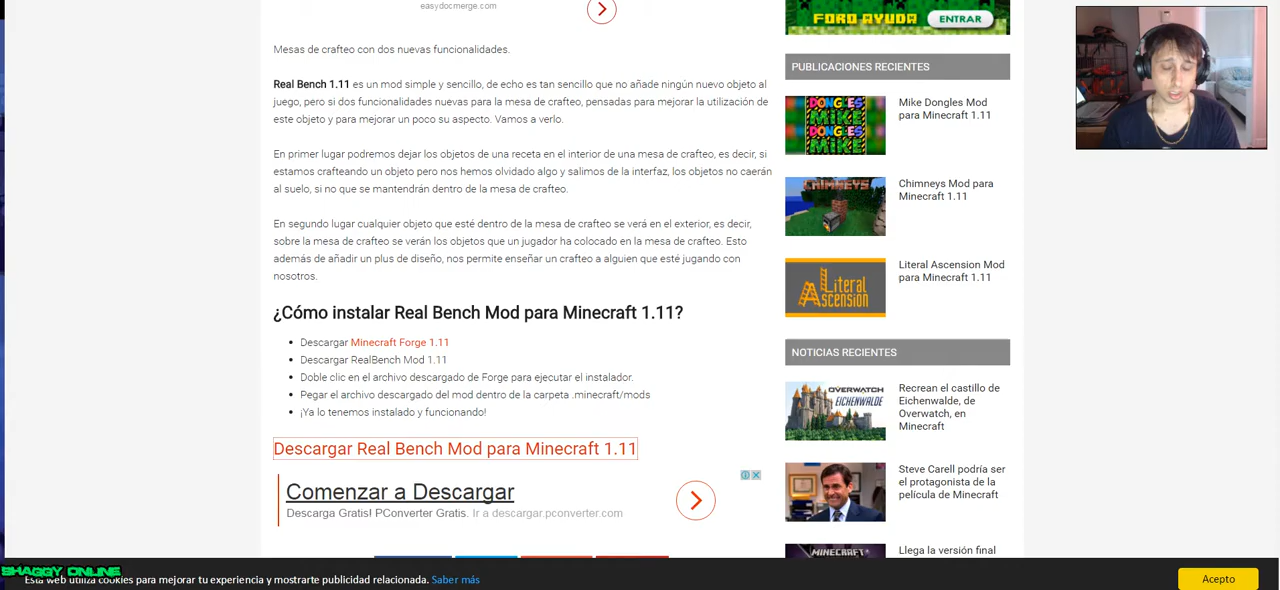 easydocmerge.com
FORO AYUDA ENTRAR
Mesas de crafteo con dos nuevas funcionalidades.
Real Bench 1.11 es un mod simple y sencillo, de echo es tan sencillo que no añade ningún nuevo objeto al
juego, pero si dos funcionalidades nuevas para la mesa de crafteo, pensadas para mejorar la utilización de
este objeto y para mejorar un poco su aspecto. Vamos a verlo.
En primer lugar podremos dejar los objetos de una receta en el interior de una mesa de crafteo, es decir, si
estamos crafteando un objeto pero nos hemos olvidado algo y salimos de la interfaz, los objetos no caerán
al suelo, si no que se mantendrán dentro de la mesa de crafteo.
En segundo lugar cualquier objeto que esté dentro de la mesa de crafteo se verá en el exterior, es decir,
sobre la mesa de crafteo se verán los objetos que un jugador ha colocado en la mesa de crafteo. Esto
además de añadir un plus de diseño, nos permite enseñar un crafteo a alguien que esté jugando con
nosotros.
¿Cómo instalar Real Bench Mod para Minecraft 1.11?
Descargar Minecraft Forge 1.11
Descargar RealBench Mod 1.11
Doble clic en el archivo descargado de Forge para ejecutar el instalador.
Pegar el archivo descargado del mod dentro de la carpeta .minecraft/mods
¡Ya lo tenemos instalado y funcionando!
Descargar Real Bench Mod para Minecraft 1.11
Comenzar a Descargar
Descarga Gratis! PConverter Gratis. Ir a descargar.pconverter.com
PUBLICACIONES RECIENTES
DONGLES
MIKE
DONGLES
MIKE
Mike Dongles Mod
para Minecraft 1.11
CHIMNEYS
Chimneys Mod para
Minecraft 1.11
Literal
Ascension
Literal Ascension Mod
para Minecraft 1.11
NOTICIAS RECIENTES
OVERWATCH
EICHENWALDE
Recrean el castillo de
Eichenwalde, de
Overwatch, en
Minecraft
Steve Carell podría ser
el protagonista de la
película de Minecraft
MINECRAFT
Llega la versión final
SHAGGY ONLINE
Esta web utiliza cookies para mejorar tu experiencia y mostrarte publicidad relacionada. Saber más
Acepto